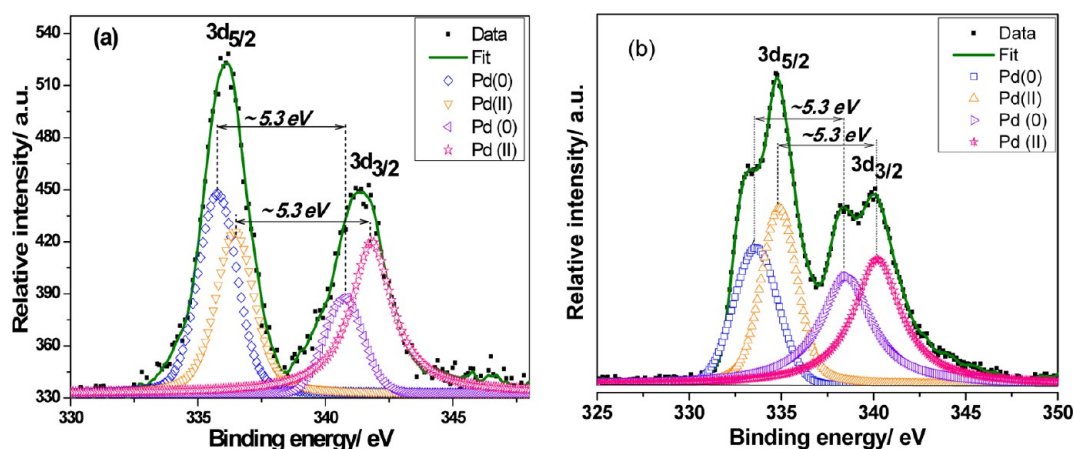 (a)
3d5/2
3d3/2
~5.3 eV
~5.3 eV
Data
Fit
Pd(0)
Pd(II)
Pd (0)
Pd (II)
Relative intensity/ a.u.
540
510
480
450
420
390
360
330
330 335 340 345
Binding energy/ eV
(b)
3d5/2
3d3/2
~5.3 eV
~5.3 eV
Data
Fit
Pd(0)
Pd(II)
Pd (0)
Pd (II)
Relative intensity/ a.u.
325 330 335 340 345 350
Binding energy/ eV